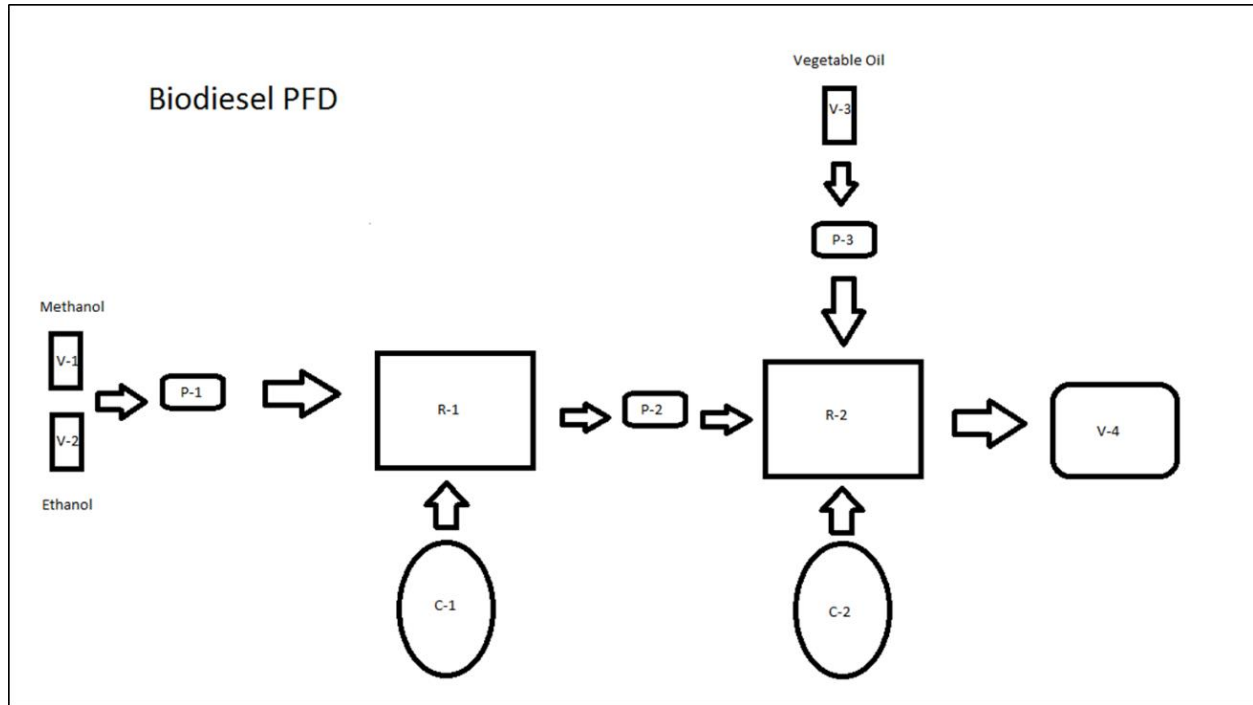 Biodiesel PFD
Vegetable Oil
V-3
P-3
Methanol
V-1
P-1
V-2
Ethanol
R-1
P-2
R-2
V-4
C-1
C-2